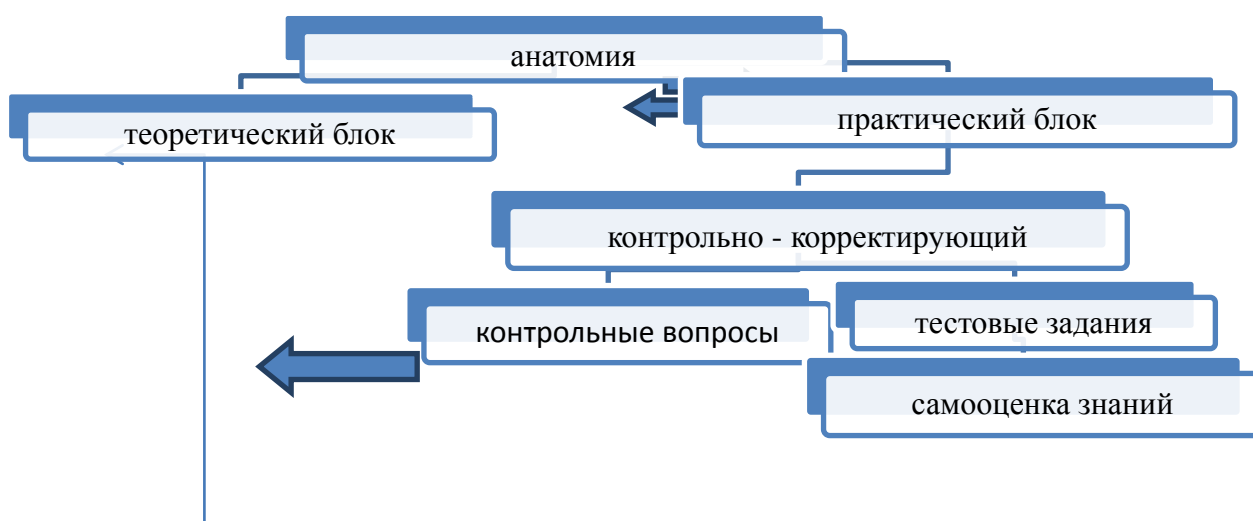 анатомия
теоретический блок
практический блок
контрольно - корректирующий
контрольные вопросы
тестовые задания
самооценка знаний